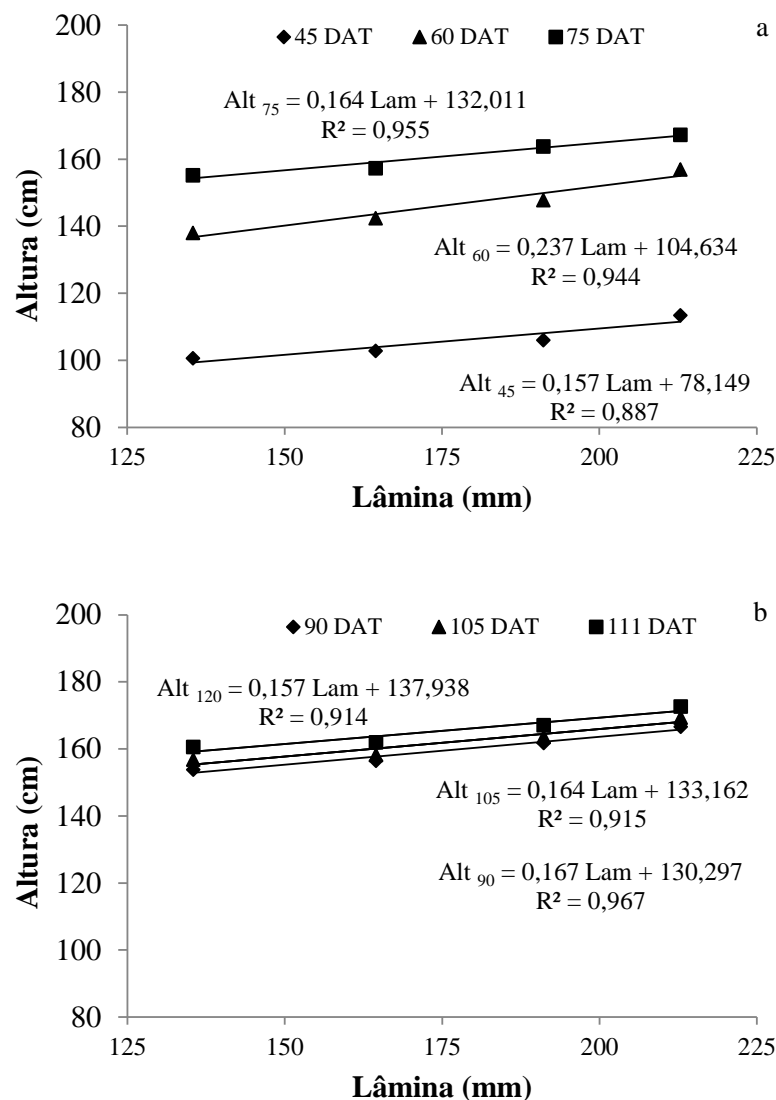 a
◆ 45 DAT ▲ 60 DAT ■ 75 DAT
200
180
160
140
120
100
80
Altura (cm)
Alt 75 = 0,164 Lam + 132,011
R² = 0,955
Alt 60 = 0,237 Lam + 104,634
R² = 0,944
Alt 45 = 0,157 Lam + 78,149
R² = 0,887
125 150 175 200 225
Lâmina (mm)
b
◆ 90 DAT ▲ 105 DAT ■ 111 DAT
200
180
160
140
120
100
80
Altura (cm)
Alt 120 = 0,157 Lam + 137,938
R² = 0,914
Alt 105 = 0,164 Lam + 133,162
R² = 0,915
Alt 90 = 0,167 Lam + 130,297
R² = 0,967
125 150 175 200 225
Lâmina (mm)